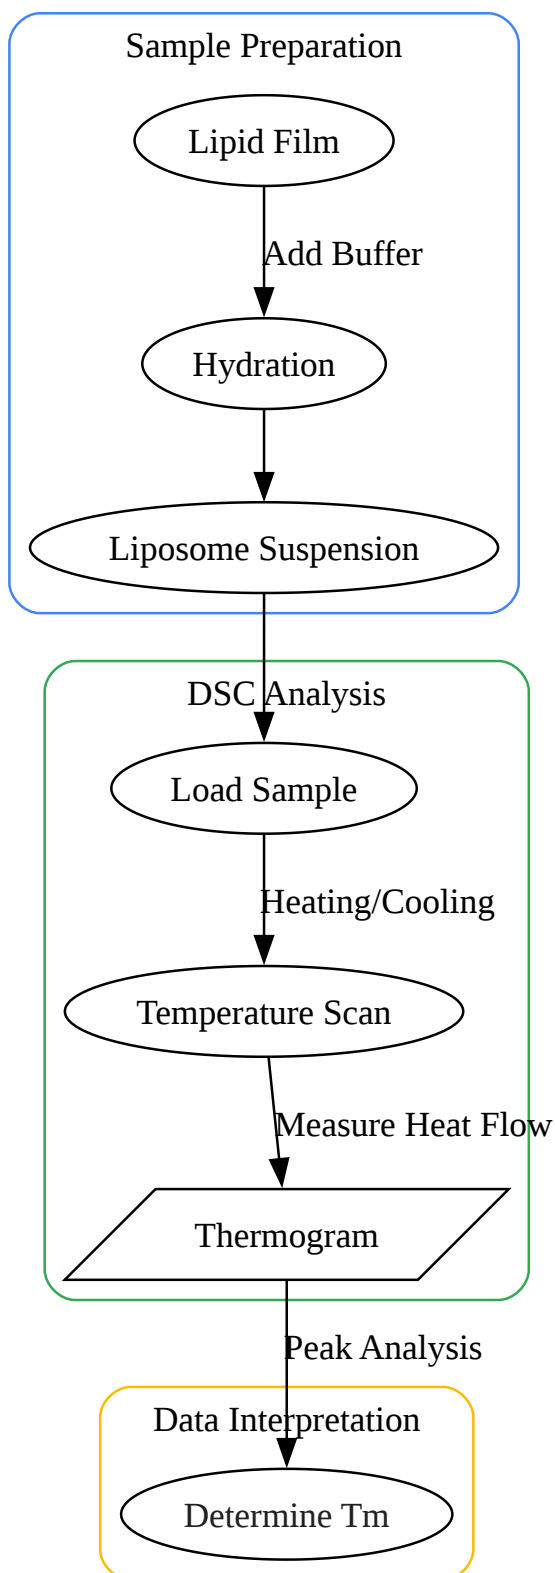 Sample Preparation
Lipid Film
Add Buffer
Hydration
Liposome Suspension
DSC Analysis
Load Sample
Heating/Cooling
Temperature Scan
Measure Heat Flow
Thermogram
Peak Analysis
Data Interpretation
Determine Tm